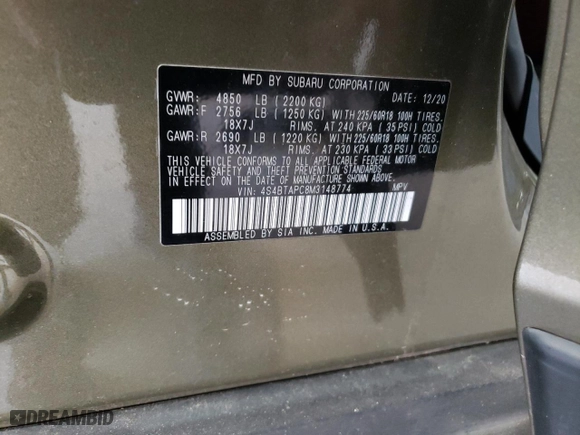 MFD BY SUBARU CORPORATION
GVWR: 4850 LB (2200 KG) DATE: 12/20
GAWR:F 2756 LB (1250 KG) WITH 225/60R18 100H TIRES.
18X7J RIMS. AT 240 KPA (35 PSI) COLD
GAWR:R 2690 LB (1220 KG) WITH 225/60R18 100H TIRES.
18X7J RIMS. AT 230 KPA (33 PSI) COLD
THIS VEHICLE CONFORMS TO ALL APPLICABLE FEDERAL MOTOR
VEHICLE SAFETY AND THEFT PREVENTION STANDARDS
IN EFFECT ON THE DATE OF MANUFACTURE SHOWN ABOVE.
VIN: 4S4BTAPC8M3148774 MPV
ASSEMBLED BY SIA INC. MADE IN U.S.A.
DREAMBID